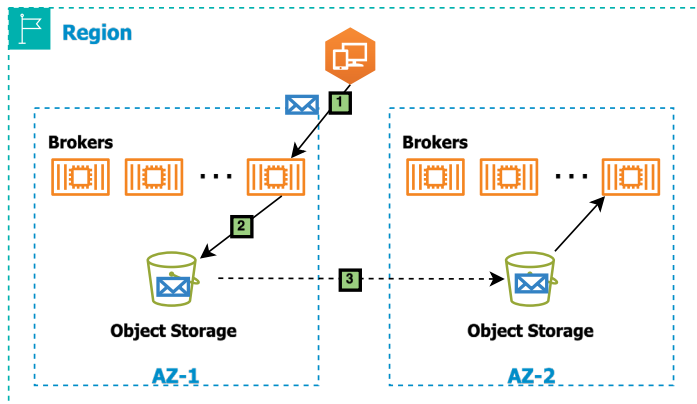 Region
1
Brokers
Brokers
...
...
2
3
Object Storage
Object Storage
AZ-1
AZ-2